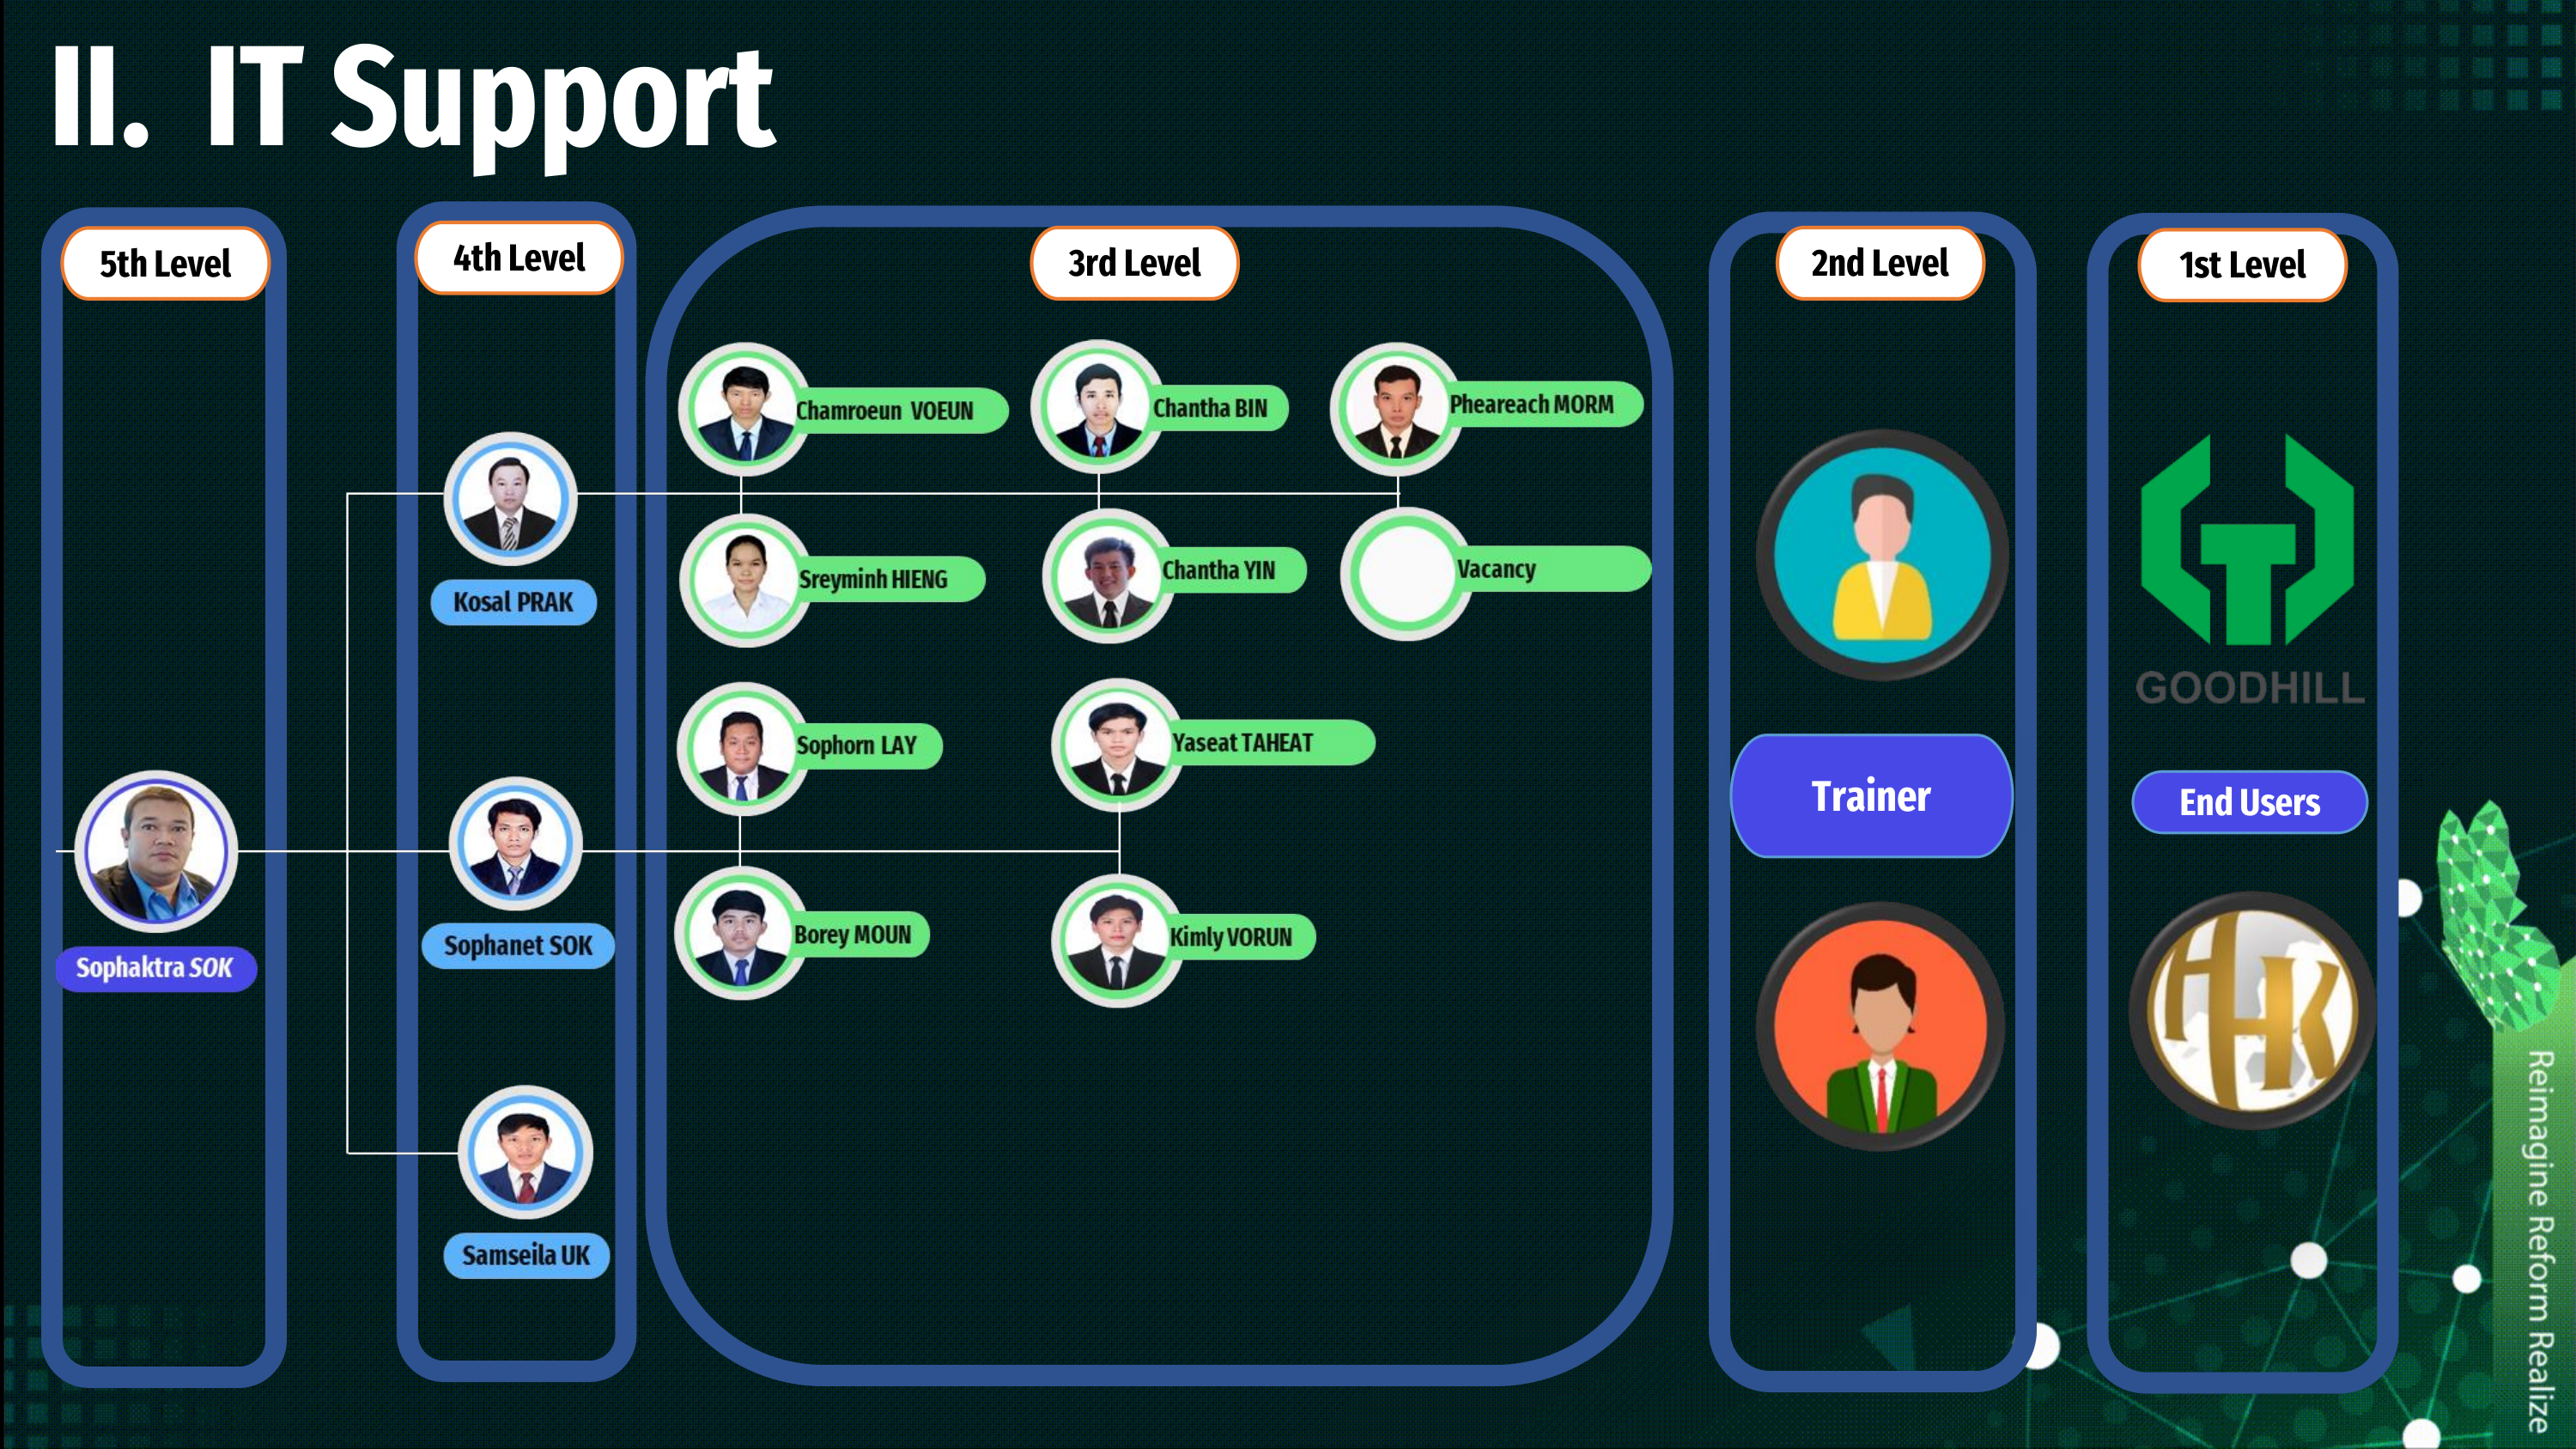 II. IT Support
5th Level
4th Level
3rd Level
2nd Level
1st Level
Chamroeun VOEUN
Chantha BIN
Pheareach MORM
Kosal PRAK
Sreyminh HIENG
Chantha YIN
Vacancy
GOODHILL
Sophorn LAY
Yaseat TAHEAT
Trainer
End Users
Sophaktra SOK
Sophanet SOK
Borey MOUN
Kimly VORUN
HHK
Samseila UK
Reimagine Reform Realize